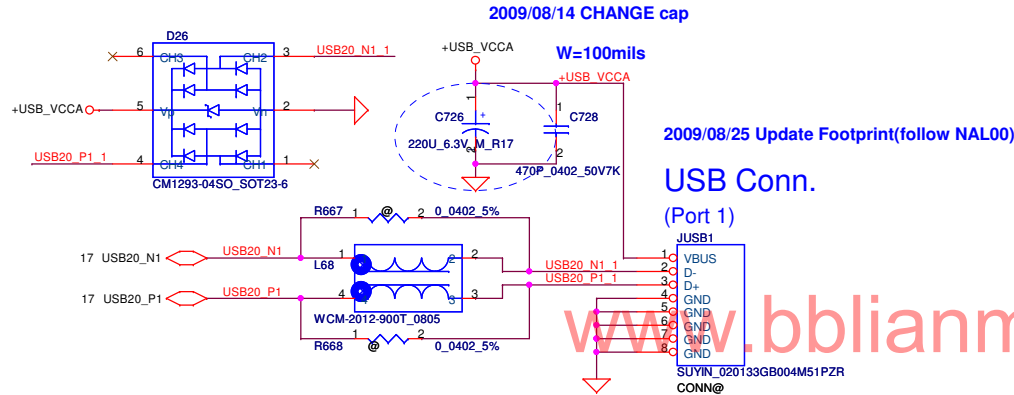 2009/08/14 CHANGE cap
D26
6 CH3 CH2 3 USB20_N1_1
+USB_VCCA 5 Vp Vn 2
USB20_P1_1 4 CH4 CH1 1
CM1293-04SO_SOT23-6
+USB_VCCA
W=100mils
+USB_VCCA
1 + C726 2
220U_6.3V_M_R17
1 C728 2
470P_0402_50V7K
2009/08/25 Update Footprint(follow NAL00)
USB Conn.
(Port 1)
R667 1 @ 2 0_0402_5%
17 USB20_N1 USB20_N1 L68 1 2 USB20_N1_1
17 USB20_P1 USB20_P1 4 3 USB20_P1_1
WCM-2012-900T_0805
R668 1 @ 2 0_0402_5%
JUSB1
1 VBUS
2 D-
3 D+
4 GND
5 GND
6 GND
7 GND
8 GND
SUYIN_020133GB004M51PZR
CONN@
www.bblianm